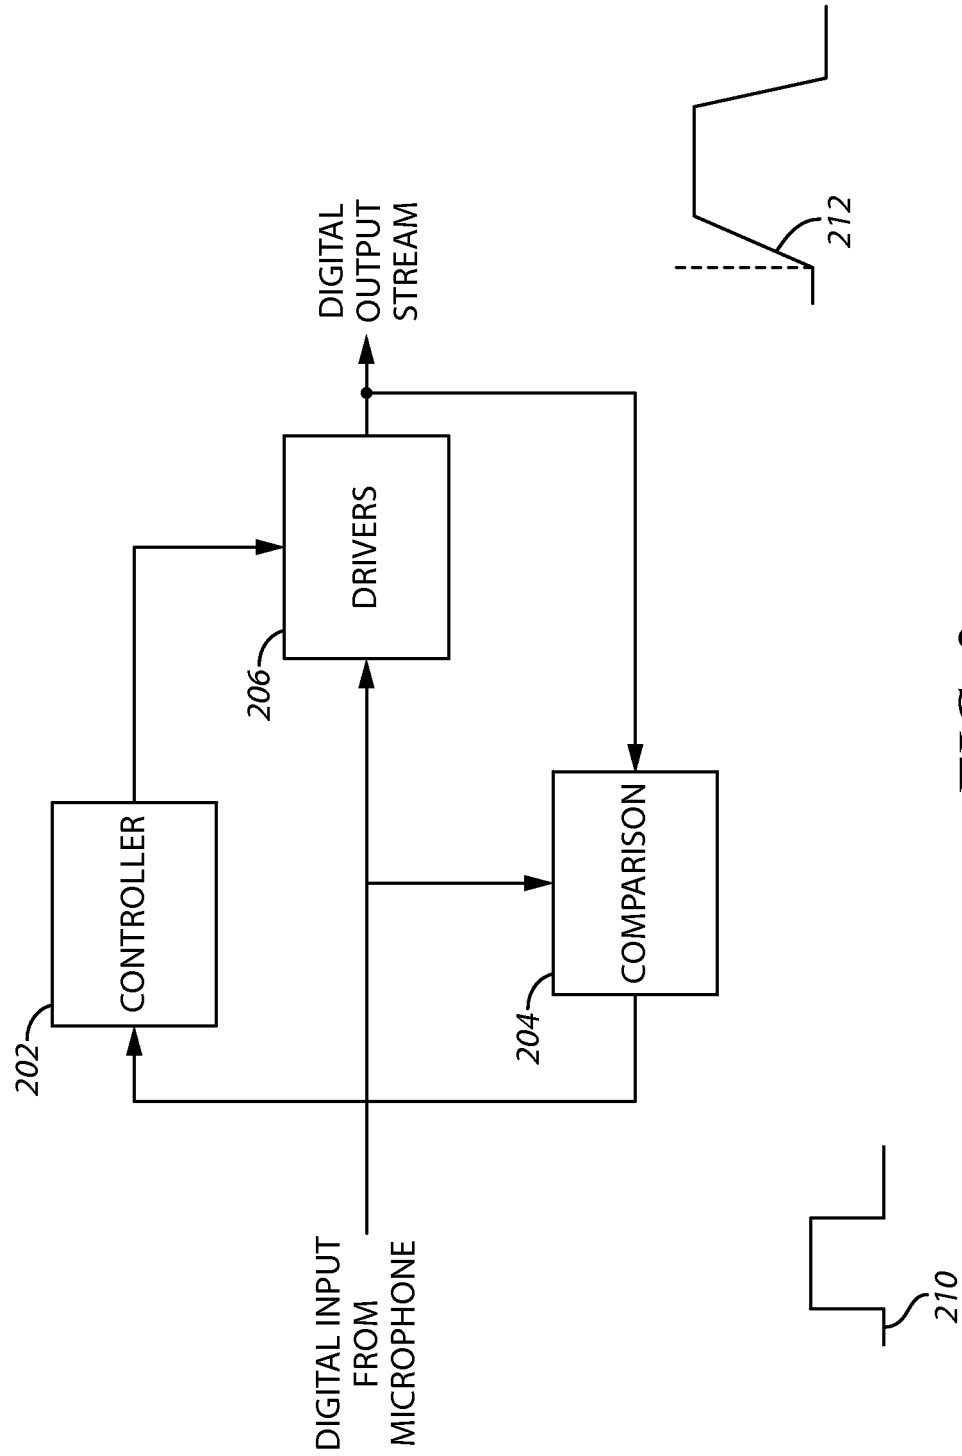 202
CONTROLLER
206
DRIVERS
DIGITAL
OUTPUT
STREAM
DIGITAL INPUT
FROM
MICROPHONE
204
COMPARISON
210
212